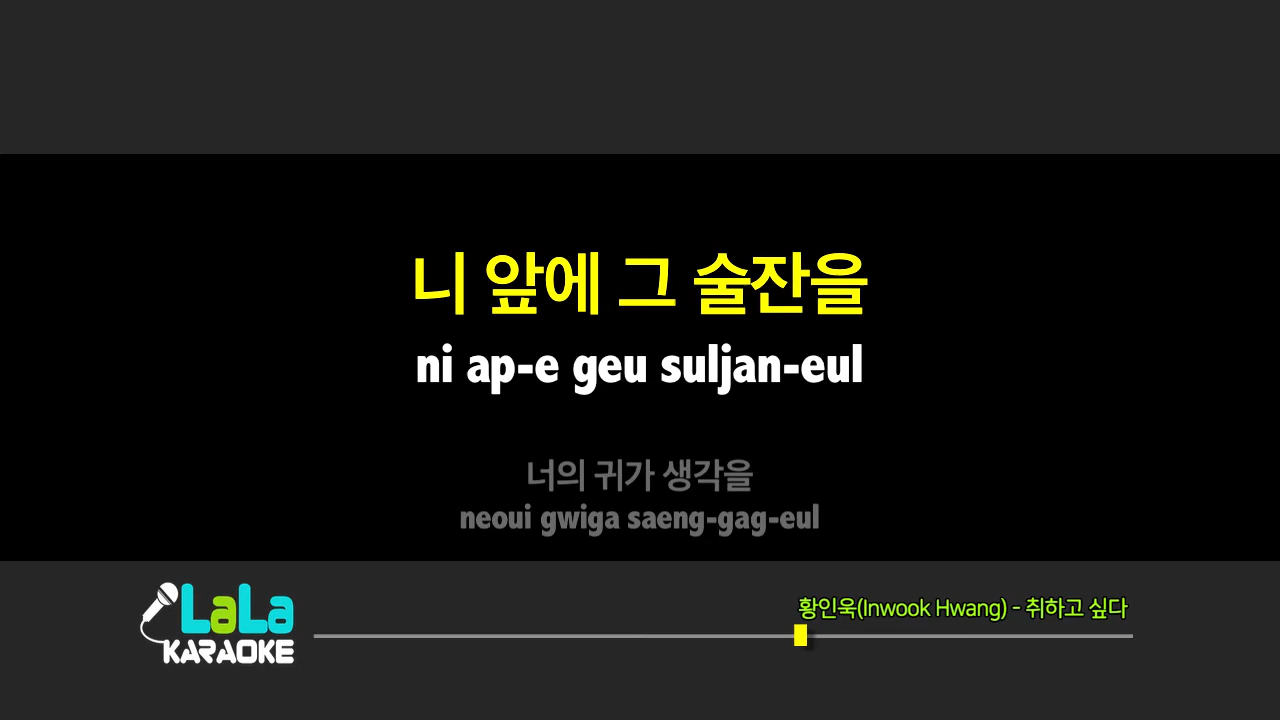 니 앞에 그 술잔을
ni ap-e geu suljan-eul
너의 귀가 생각을
neoui gwiga saeng-gag-eul
LaLa
KARAOKE
황인욱(Inwook Hwang) - 취하고 싶다